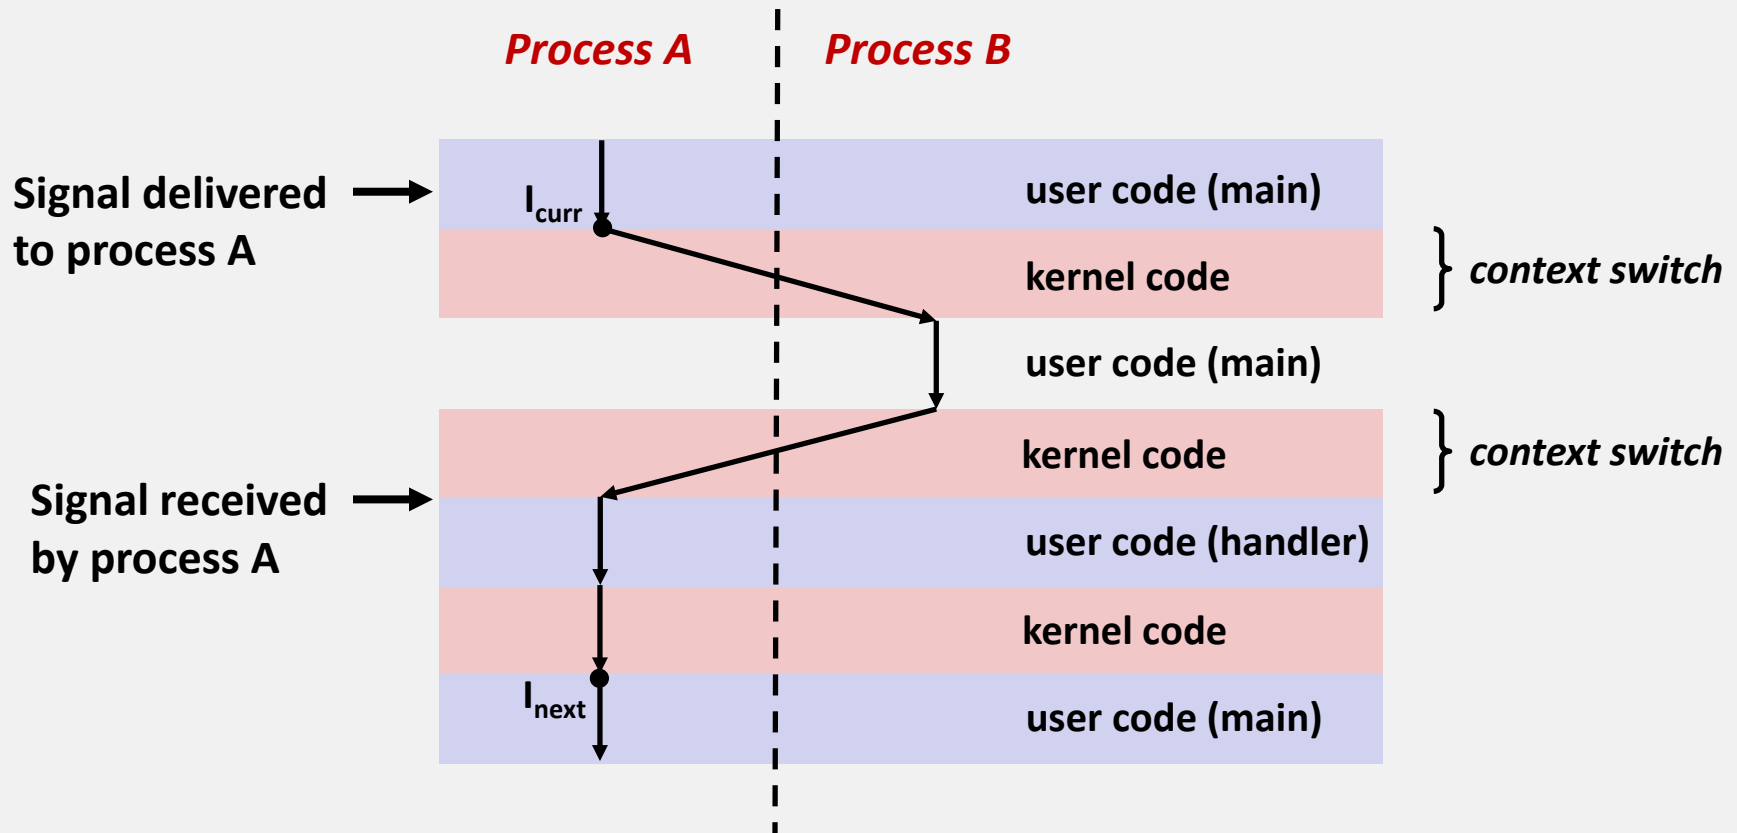 Process A
Process B
Signal delivered
to process A
I_curr
user code (main)
kernel code
context switch
user code (main)
kernel code
context switch
Signal received
by process A
user code (handler)
kernel code
I_next
user code (main)